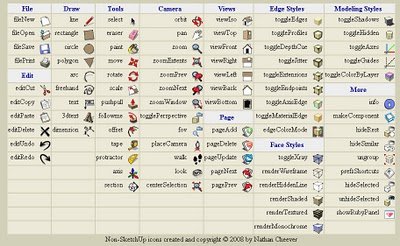 File Draw Tools Camera Views Edge Styles Modeling Styles
fileNew line select orbit viewIso toggleEdges toggleShadows
fileOpen rectangle eraser pan viewTop toggleProfiles toggleHidden
fileSave circle paint zoom viewFront toggleDepthCue toggleAxes
filePrint polygon move zoomExtents viewRight toggleJitter toggleGuides
Edit arc rotate zoomPrev viewLeft toggleExtensions toggleColorByLayer
editCut freehand scale zoomNext viewBack toggleEndpoints More
editCopy text pushpull zoomWindow viewBottom toggleAxisEdge info
editPaste 3dtext followme togglePerspective Page toggleMaterialEdge makeComponent
editDelete dimension offset fov pageAdd edgeColorMode hideRest
editUndo tape placeCamera pageDelete Face Styles hideSimilar
editRedo protractor walk pageUpdate toggleXray ungroup
axis look pageNext renderWireframe prefShortcuts
section centerSelection pagePrev renderHiddenLine hideSelected
renderShaded unhideSelected
renderTextured showRubyPanel
renderMonochrome
Non-SketchUp icons created and copyright © 2008 by Nathan Cheever